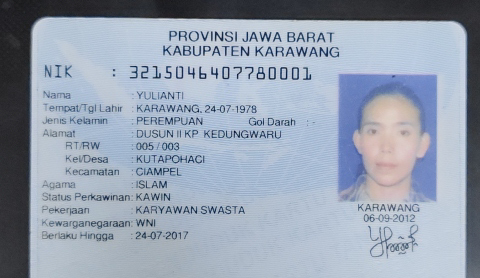 PROVINSI JAWA BARAT
KABUPATEN KARAWANG
NIK : 3215046407780001
Nama : YULIANTI
Tempat/Tgl Lahir : KARAWANG, 24-07-1978
Jenis Kelamin : PEREMPUAN Gol Darah : -
Alamat : DUSUN II KP. KEDUNGWARU
RT/RW : 005 / 003
Kel/Desa : KUTAPOHACI
Kecamatan : CIAMPEL
Agama : ISLAM
Status Perkawinan: KAWIN
Pekerjaan : KARYAWAN SWASTA
Kewarganegaraan: WNI
Berlaku Hingga : 24-07-2017
KARAWANG
06-09-2012